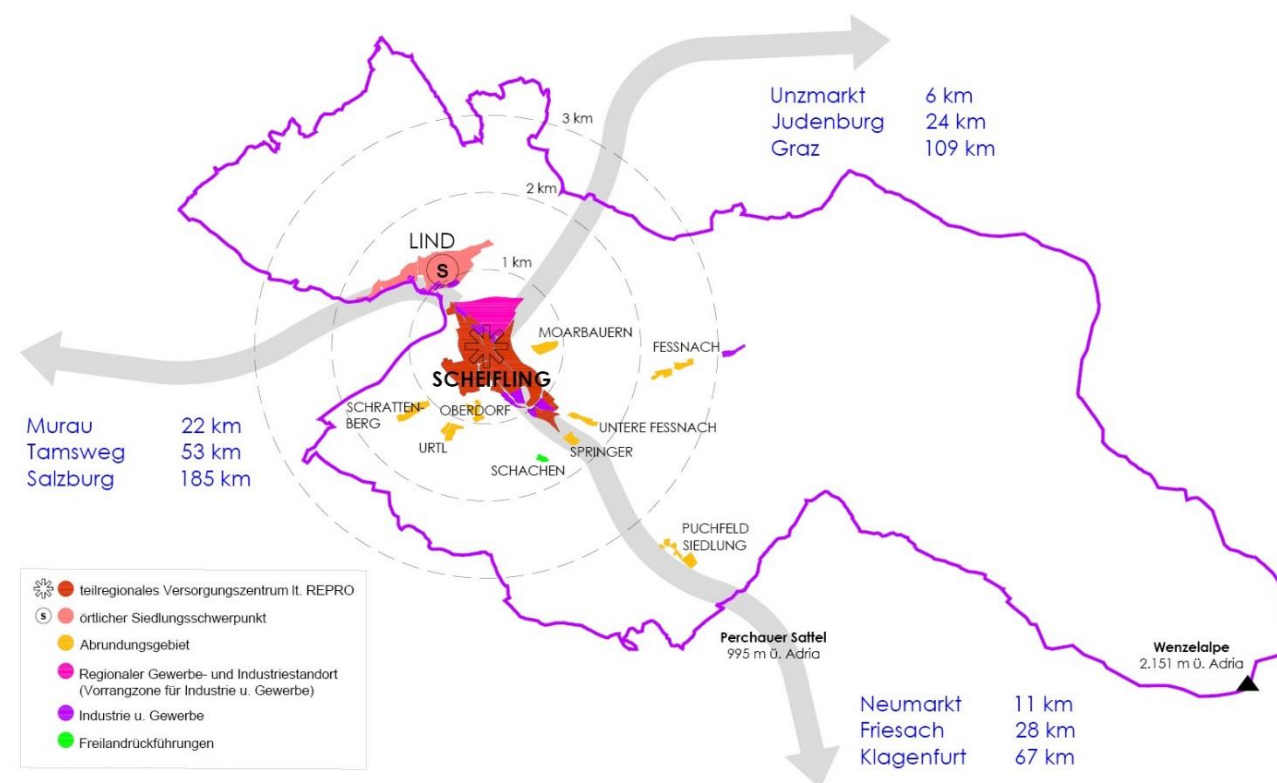 3 km
2 km
1 km
Unzmarkt 6 km
Judenburg 24 km
Graz 109 km
LIND
S
MOARBAUERN
FESSNACH
SCHEIFLING
SCHRATTEN-
BERG
OBERDORF
URTL
UNTERE FESSNACH
SPRINGER
SCHACHEN
Murau 22 km
Tamsweg 53 km
Salzburg 185 km
PUCHFELD
SIEDLUNG
Perchauer Sattel
995 m ü. Adria
Wenzelalpe
2.151 m ü. Adria
Neumarkt 11 km
Friesach 28 km
Klagenfurt 67 km
teilregionales Versorgungszentrum lt. REPRO
S örtlicher Siedlungsschwerpunkt
Abrundungsgebiet
Regionaler Gewerbe- und Industriestandort
(Vorrangzone für Industrie u. Gewerbe)
Industrie u. Gewerbe
Freilandrückführungen